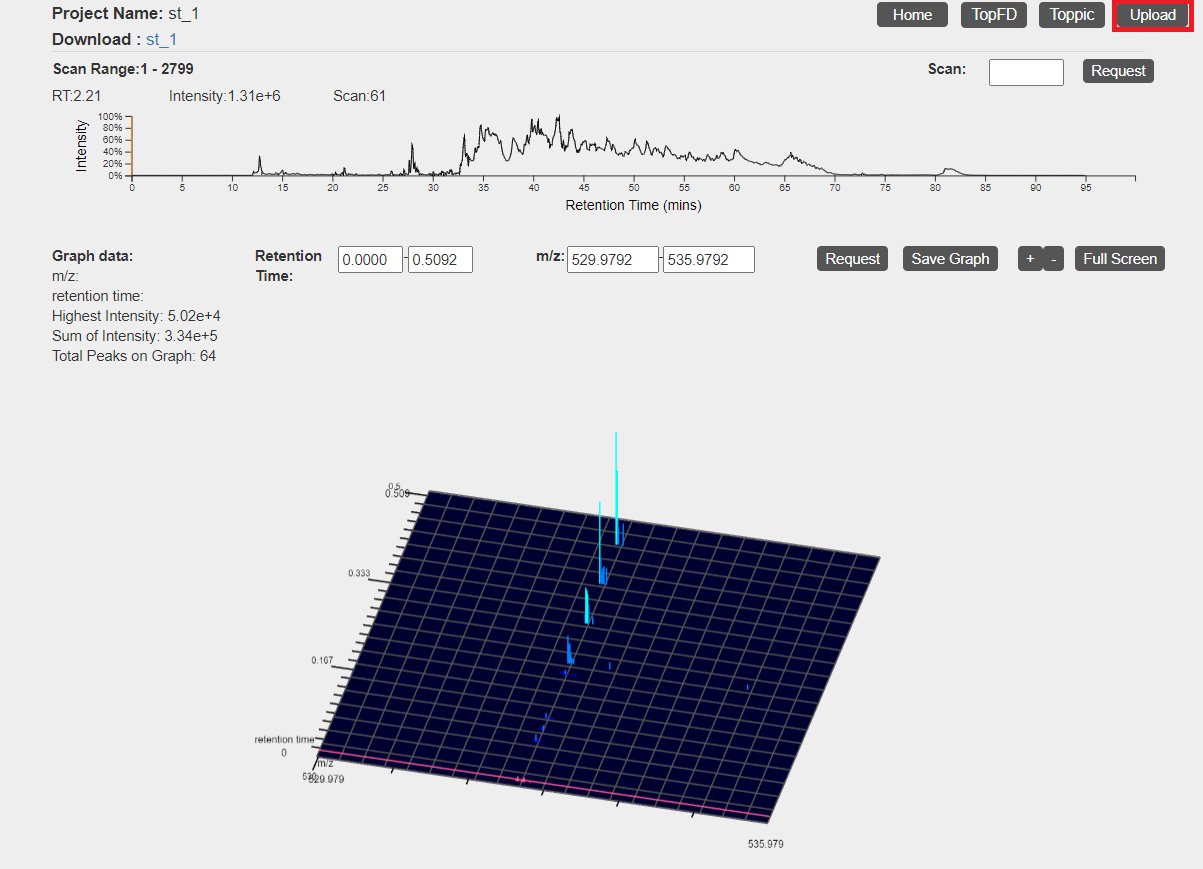 Project Name: st_1
Home TopFD Toppic Upload
Download : st_1
Scan Range:1 - 2799
Scan: Request
RT:2.21 Intensity:1.31e+6 Scan:61
Intensity
100%
80%
60%
40%
20%
0%
0 5 10 15 20 25 30 35 40 45 50 55 60 65 70 75 80 85 90 95
Retention Time (mins)
Graph data:
m/z:
retention time:
Highest Intensity: 5.02e+4
Sum of Intensity: 3.34e+5
Total Peaks on Graph: 64
Retention
Time:
0.0000 - 0.5092
m/z: 529.9792 - 535.9792
Request Save Graph + - Full Screen
0.5
0.509
0.333
0.167
retention time
0
m/z
530
529.979
535.979